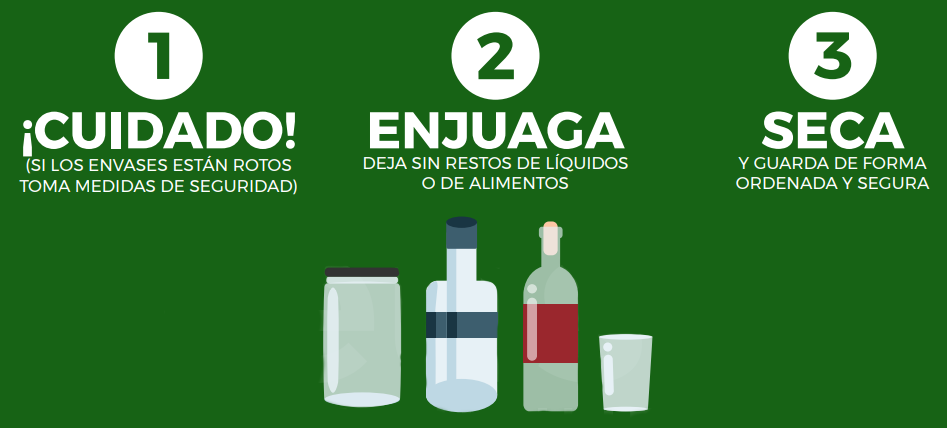 1
¡CUIDADO!
(SI LOS ENVASES ESTÁN ROTOS
TOMA MEDIDAS DE SEGURIDAD)
2
ENJUAGA
DEJA SIN RESTOS DE LÍQUIDOS
O DE ALIMENTOS
3
SECA
Y GUARDA DE FORMA
ORDENADA Y SEGURA